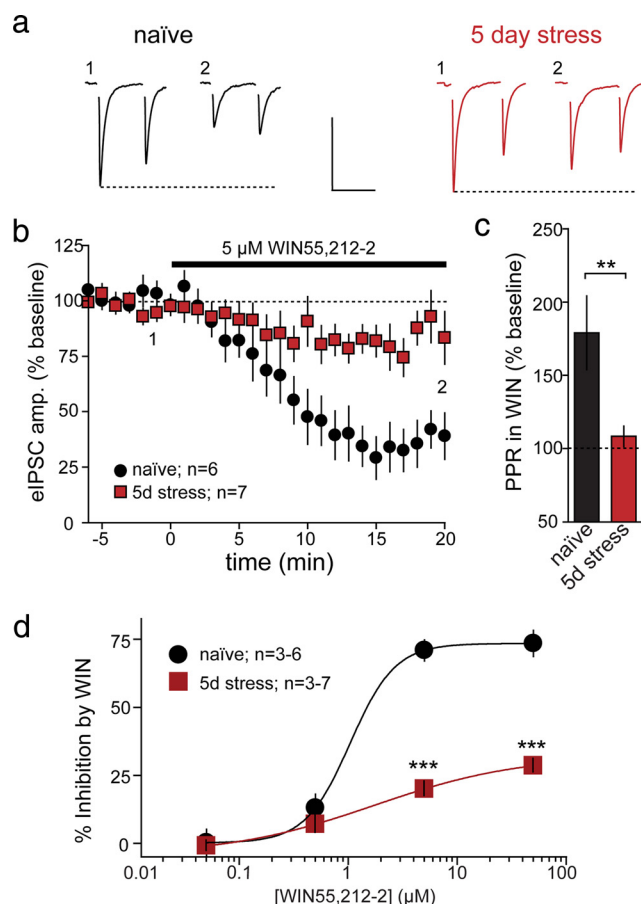 a
naïve
5 day stress
1 2
1 2
b
5 µM WIN55,212-2
eIPSC amp. (% baseline)
125
100
75
50
25
0
1
2
naïve; n=6
5d stress; n=7
-5 0 5 10 15 20
time (min)
c
PPR in WIN (% baseline)
250
200
150
100
50
**
naïve
5d stress
d
% Inhibition by WIN
75
50
25
0
naïve; n=3-6
5d stress; n=3-7
***
***
0.01 0.1 1 10 100
[WIN55,212-2] (µM)